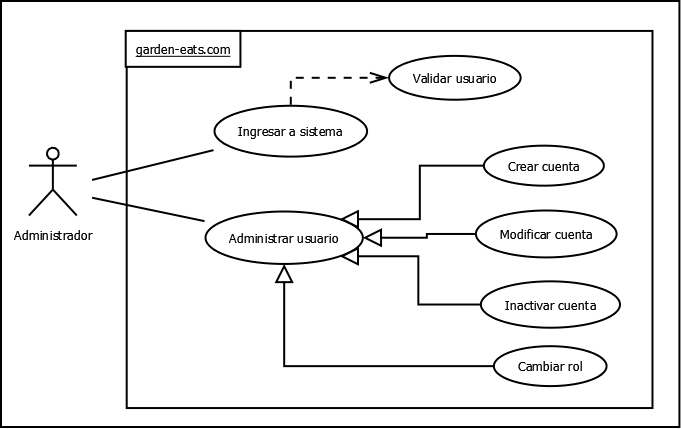 garden-eats.com
Validar usuario
Ingresar a sistema
Crear cuenta
Administrador
Administrar usuario
Modificar cuenta
Inactivar cuenta
Cambiar rol